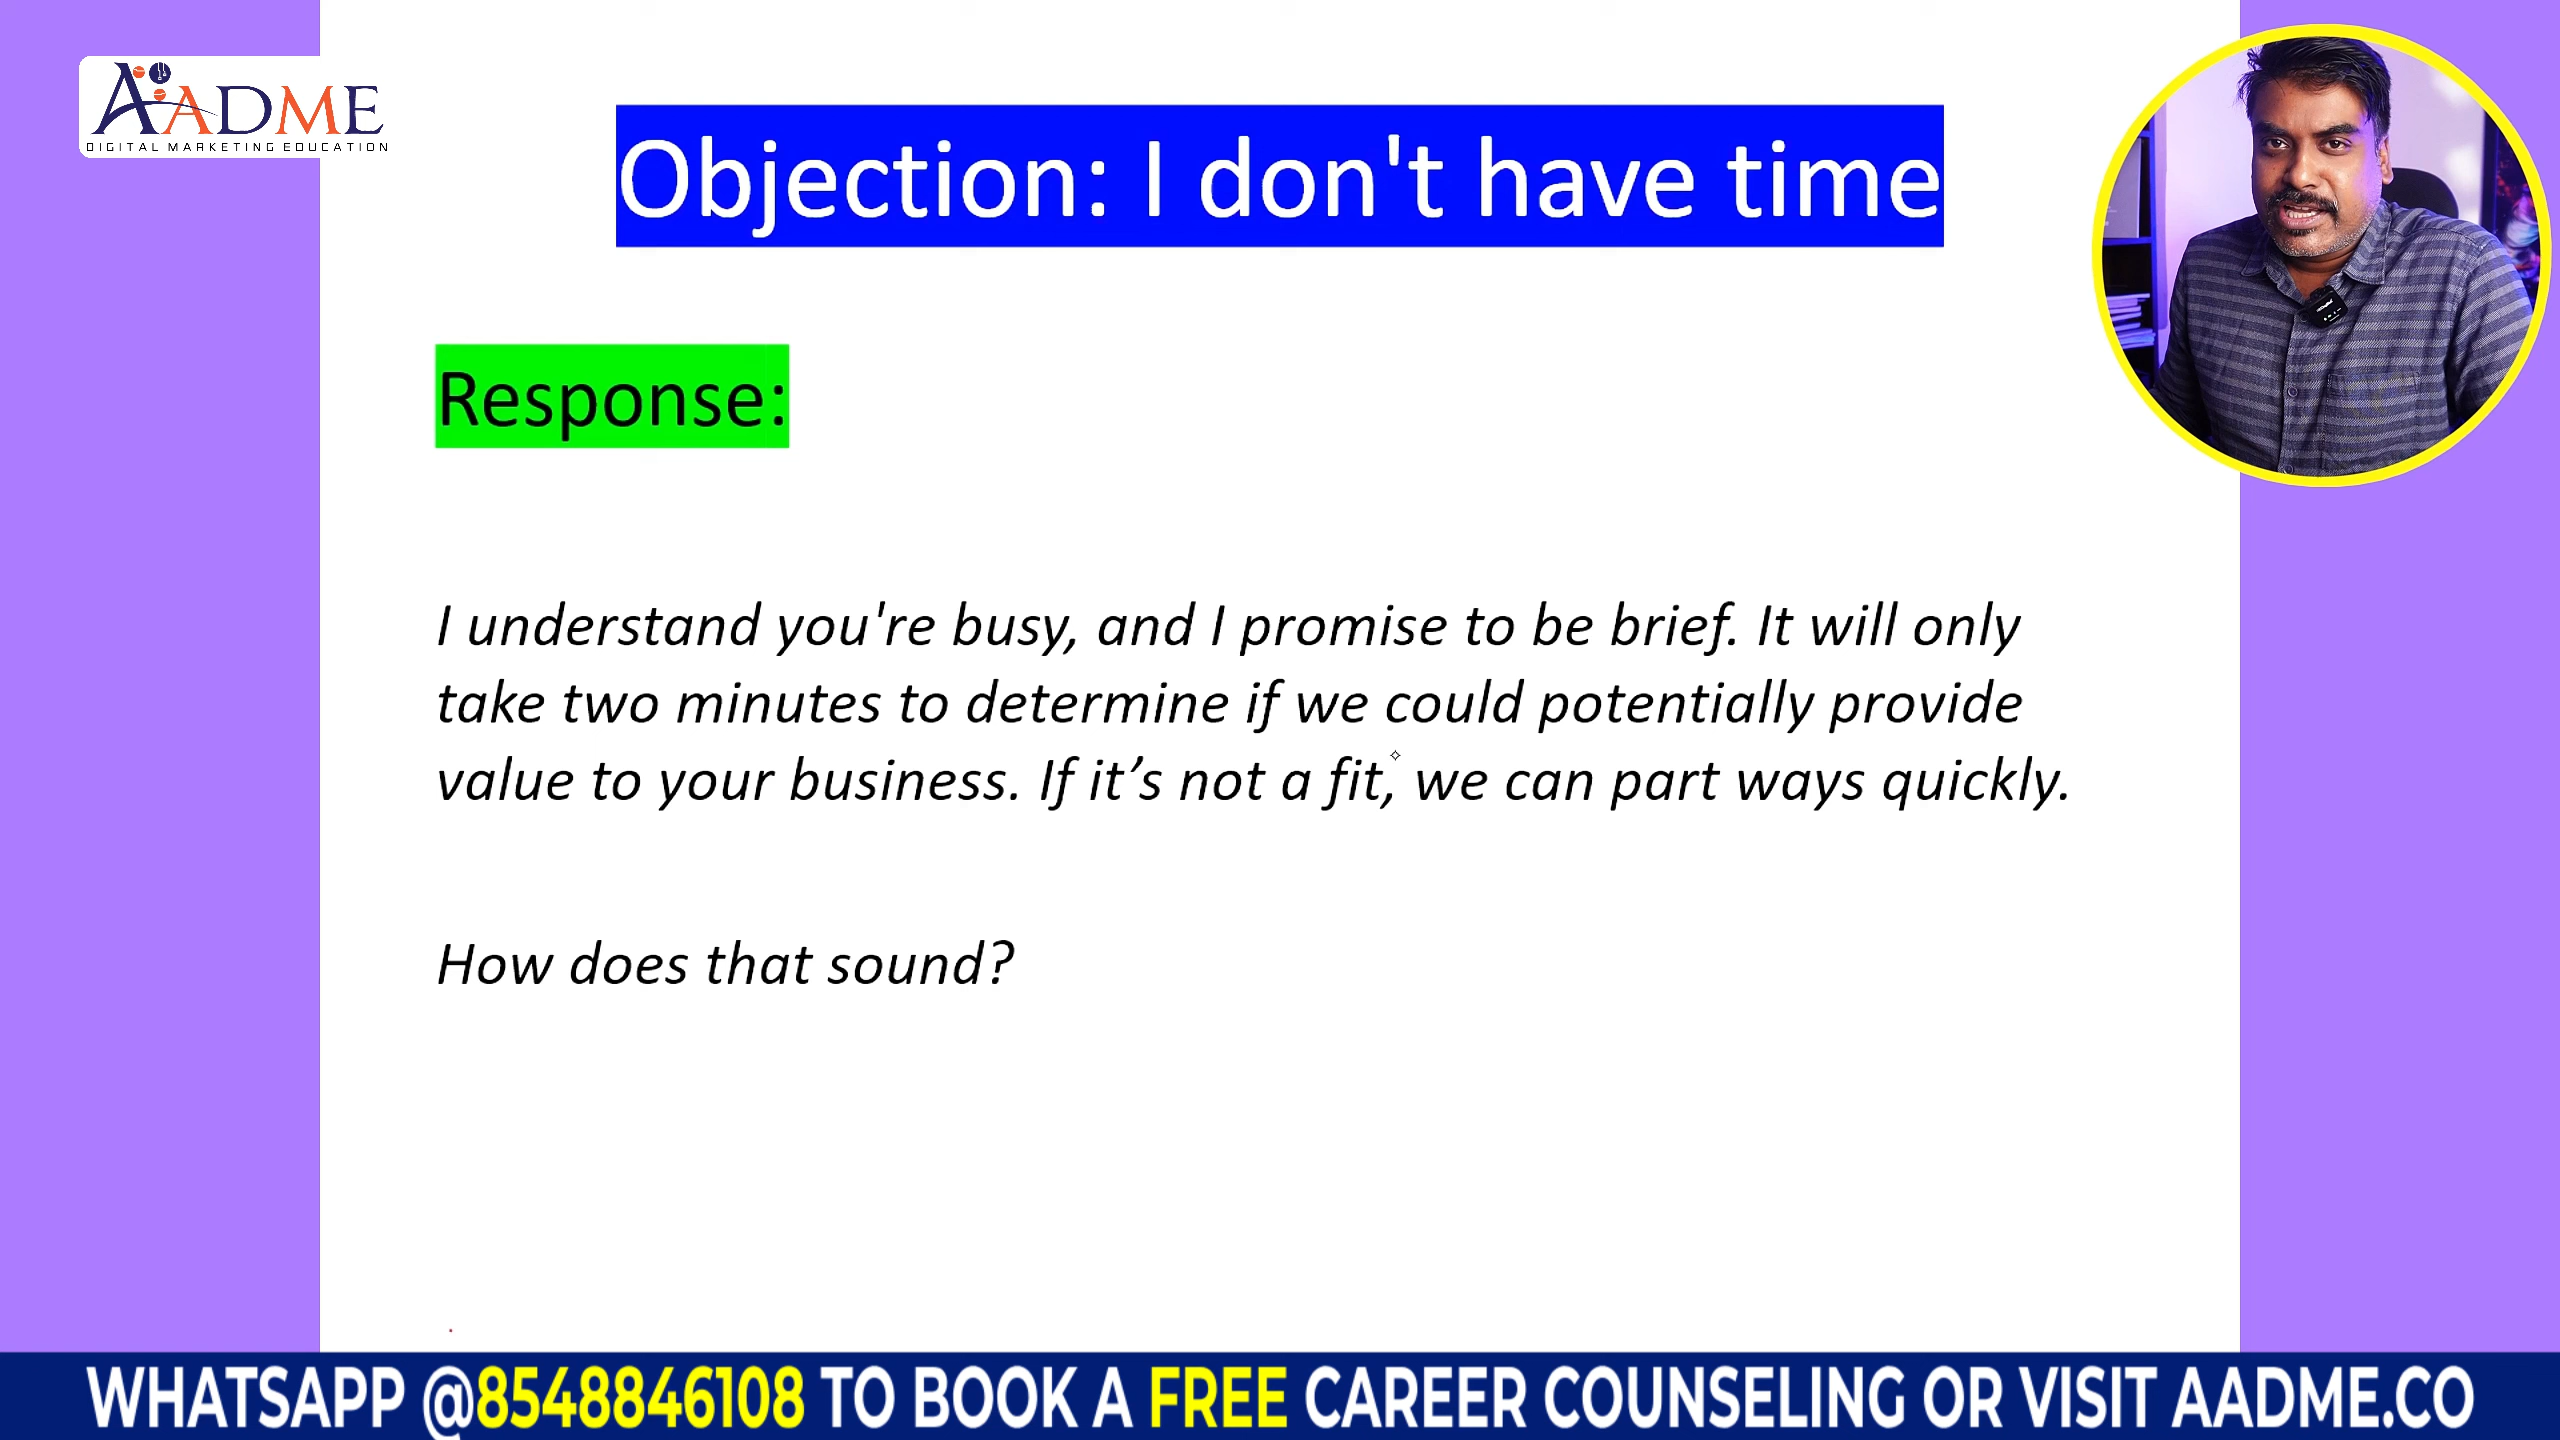 AADME
DIGITAL MARKETING EDUCATION
Objection: I don't have time
Response:
I understand you're busy, and I promise to be brief. It will only
take two minutes to determine if we could potentially provide
value to your business. If it’s not a fit, we can part ways quickly.
How does that sound?
WHATSAPP @8548846108 TO BOOK A FREE CAREER COUNSELING OR VISIT AADME.CO